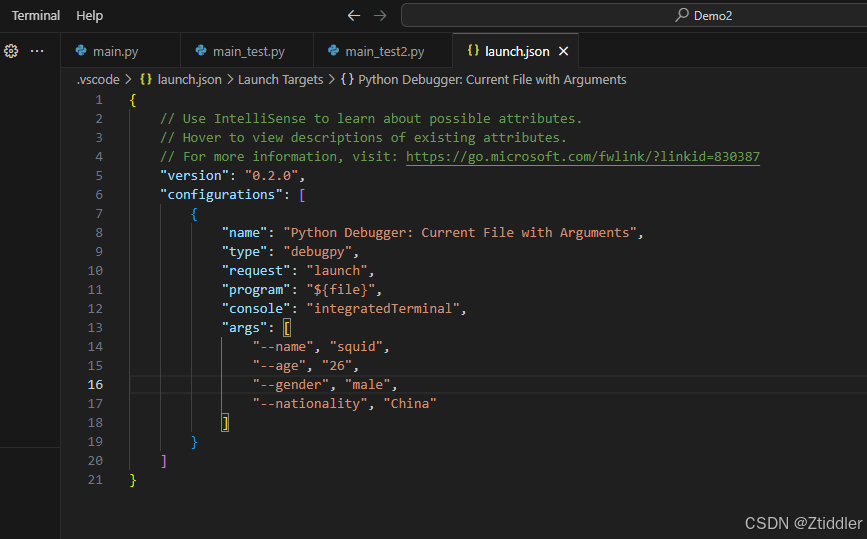 Terminal Help
Demo2
main.py main_test.py main_test2.py {} launch.json
.vscode > {} launch.json > Launch Targets > {} Python Debugger: Current File with Arguments
1 {
2 // Use IntelliSense to learn about possible attributes.
3 // Hover to view descriptions of existing attributes.
4 // For more information, visit: https://go.microsoft.com/fwlink/?linkid=830387
5 "version": "0.2.0",
6 "configurations": [
7 {
8 "name": "Python Debugger: Current File with Arguments",
9 "type": "debugpy",
10 "request": "launch",
11 "program": "${file}",
12 "console": "integratedTerminal",
13 "args": [
14 "--name", "squid",
15 "--age", "26",
16 "--gender", "male",
17 "--nationality", "China"
18 ]
19 }
20 ]
21 }
CSDN @Ztiddler